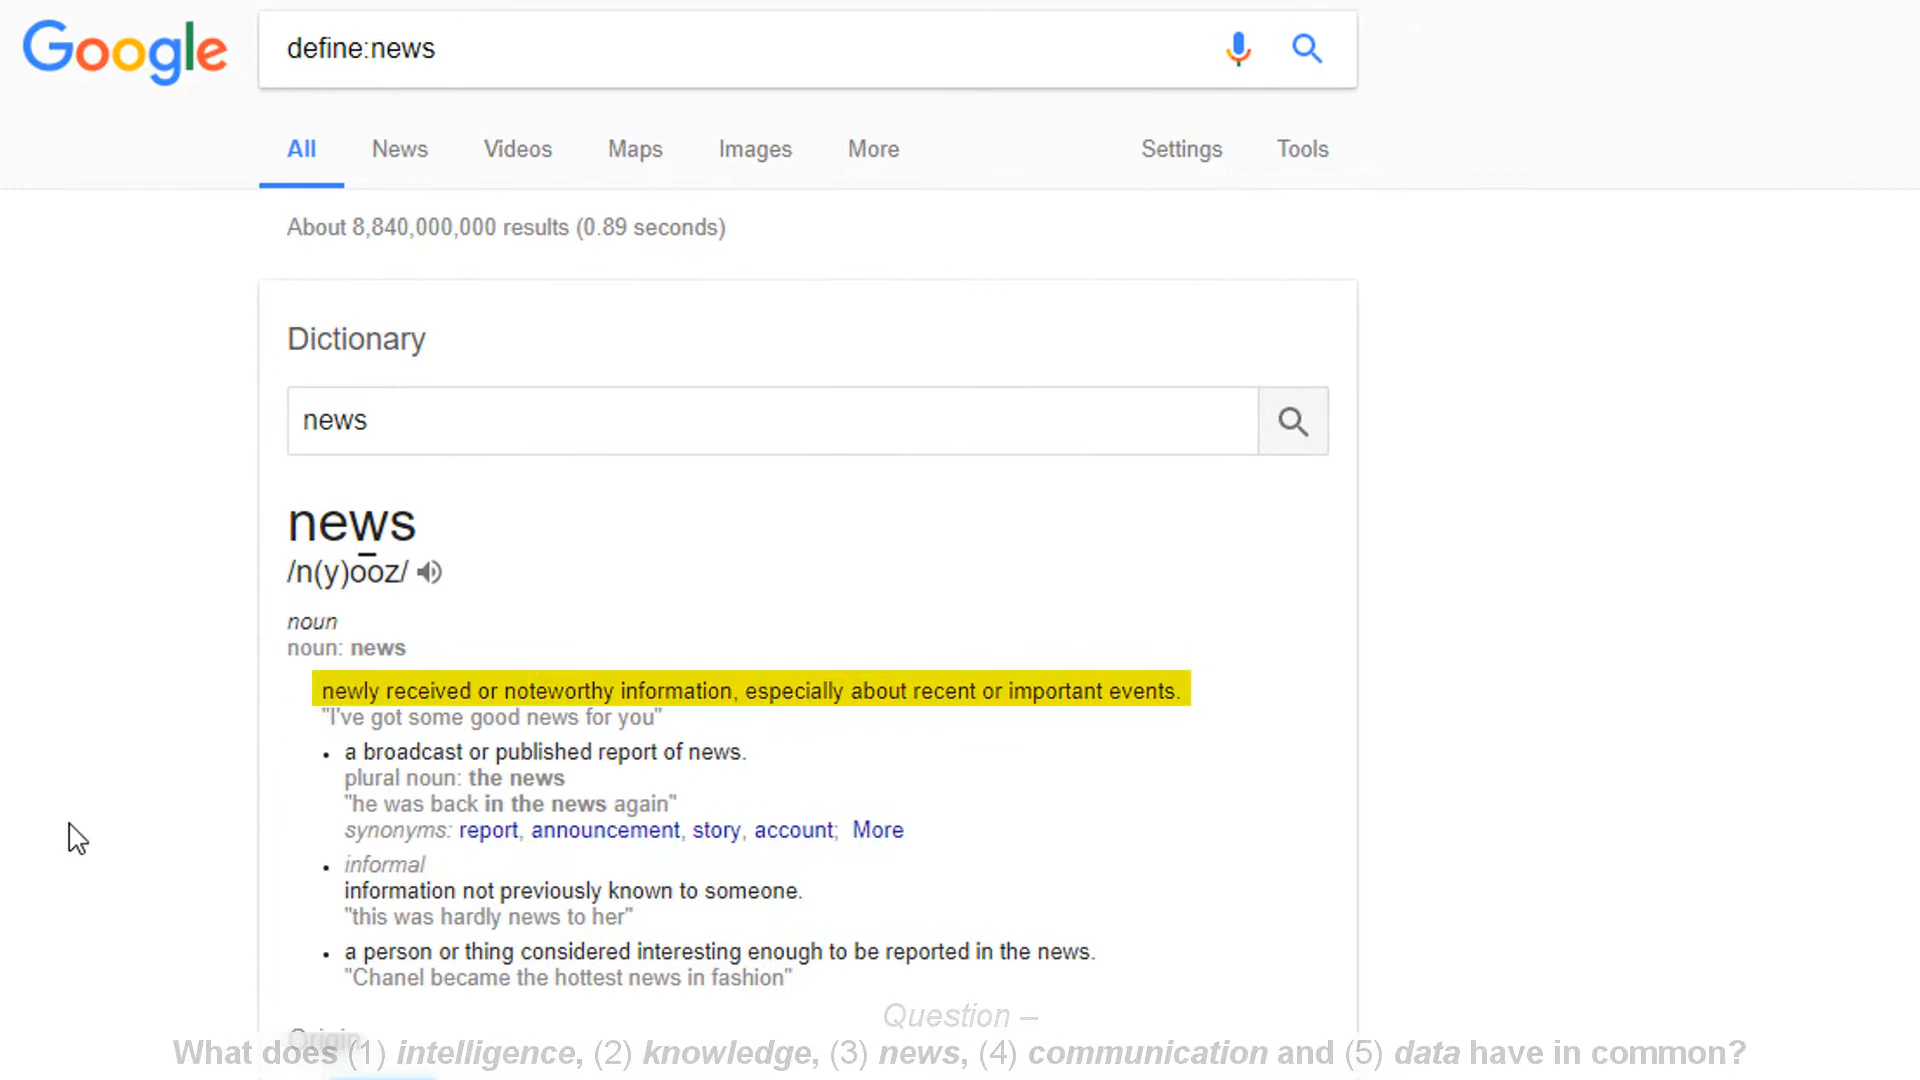 Google
define:news
All News Videos Maps Images More Settings Tools
About 8,840,000,000 results (0.89 seconds)
Dictionary
news
news
/n(y)o͞oz/
noun
noun: news
newly received or noteworthy information, especially about recent or important events.
"I've got some good news for you"
• a broadcast or published report of news.
plural noun: the news
"he was back in the news again"
synonyms: report, announcement, story, account; More
• informal
information not previously known to someone.
"this was hardly news to her"
• a person or thing considered interesting enough to be reported in the news.
"Chanel became the hottest news in fashion"
Origin
Question –
What does (1) intelligence, (2) knowledge, (3) news, (4) communication and (5) data have in common?